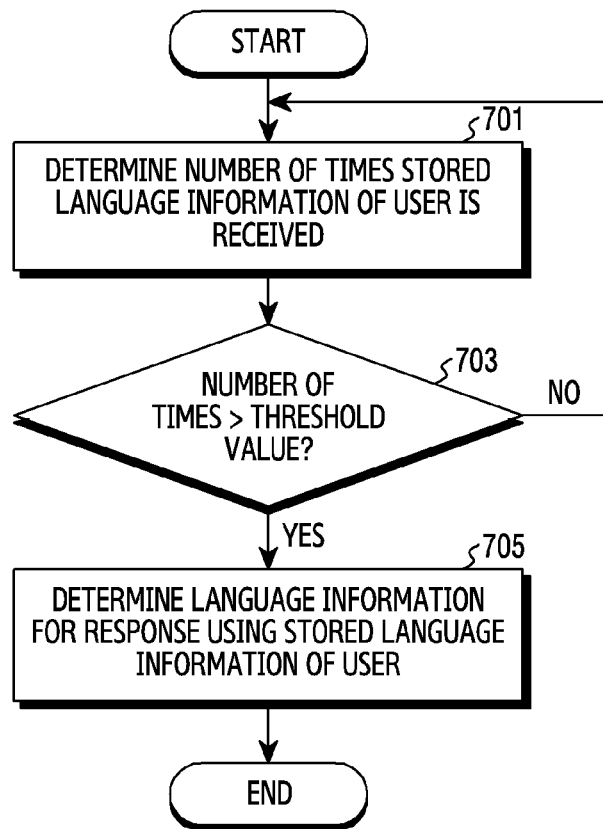 START
701
DETERMINE NUMBER OF TIMES STORED
LANGUAGE INFORMATION OF USER IS
RECEIVED
703
NUMBER OF
TIMES > THRESHOLD
VALUE?
NO
YES
705
DETERMINE LANGUAGE INFORMATION
FOR RESPONSE USING STORED LANGUAGE
INFORMATION OF USER
END